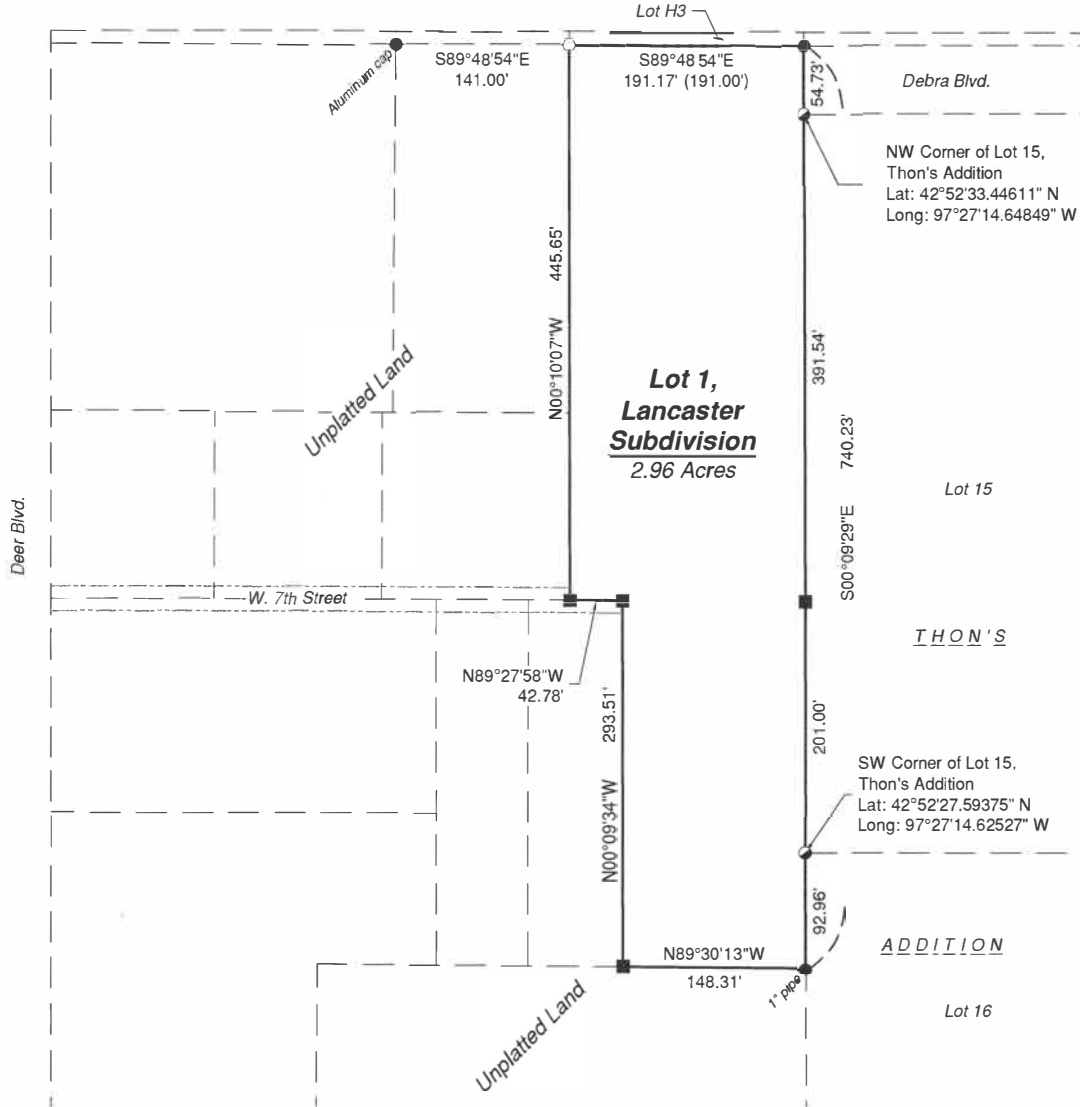 Lot H3
S89°48'54"E
141.00'
Aluminum cap
S89°48 54"E
191.17' (191.00')
54.73'
Debra Blvd.
NW Corner of Lot 15,
Thon's Addition
Lat: 42°52'33.44611" N
Long: 97°27'14.64849" W
N00°10'07"W 445.65'
391.54'
Unplatted Land
Lot 1,
Lancaster
Subdivision
2.96 Acres
S00°09'29"E 740.23'
Lot 15
Deer Blvd.
W. 7th Street
THON'S
N89°27'58"W
42.78'
N00°09'34"W 293.51'
201.00'
SW Corner of Lot 15,
Thon's Addition
Lat: 42°52'27.59375" N
Long: 97°27'14.62527" W
92.96'
ADDITION
N89°30'13"W
148.31'
1" pipe
Lot 16
Unplatted Land